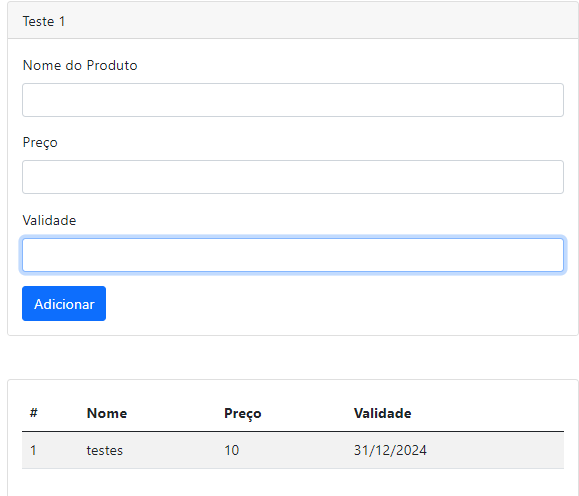 Teste 1
Nome do Produto
Preço
Validade
Adicionar
# Nome Preço Validade
1 testes 10 31/12/2024